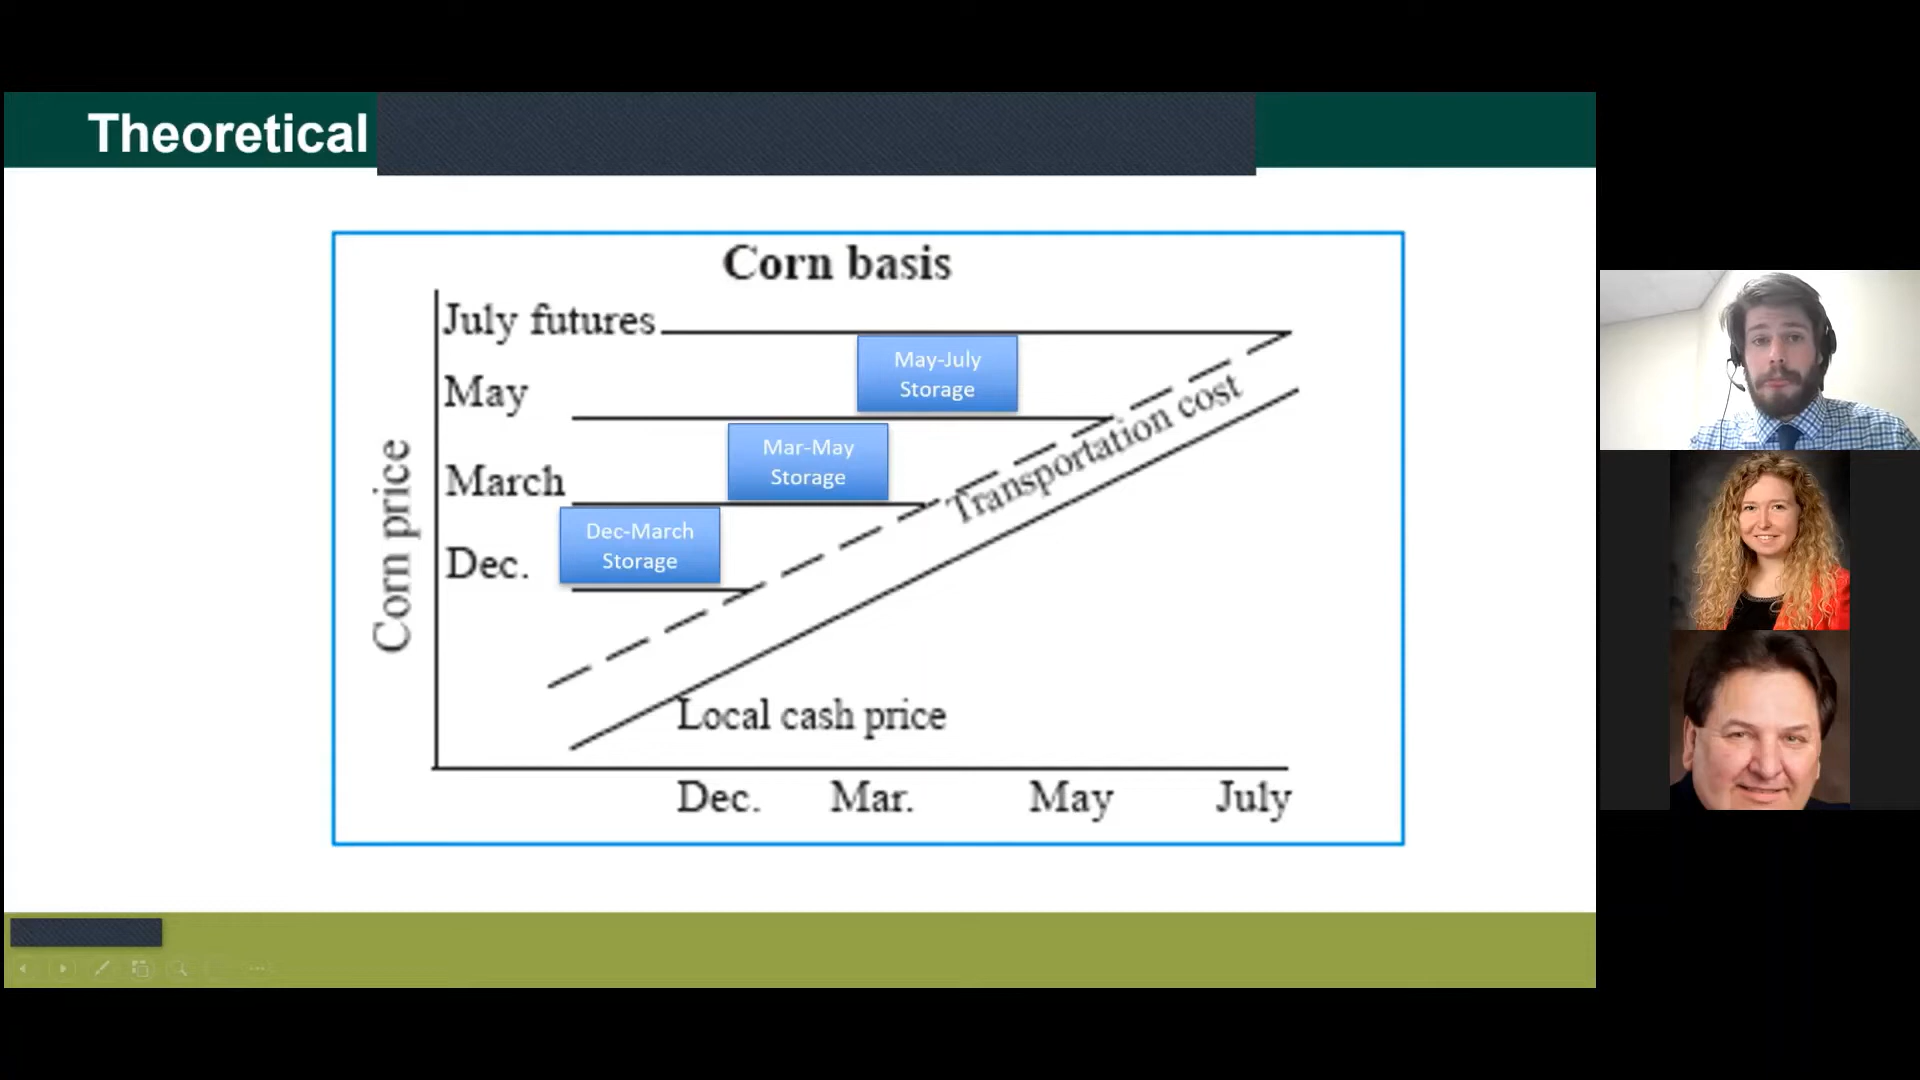 Theoretical
Corn basis
July futures
May-July
Storage
May
Mar-May
Storage
March
Dec-March
Storage
Dec.
Transportation cost
Corn price
Local cash price
Dec. Mar. May July